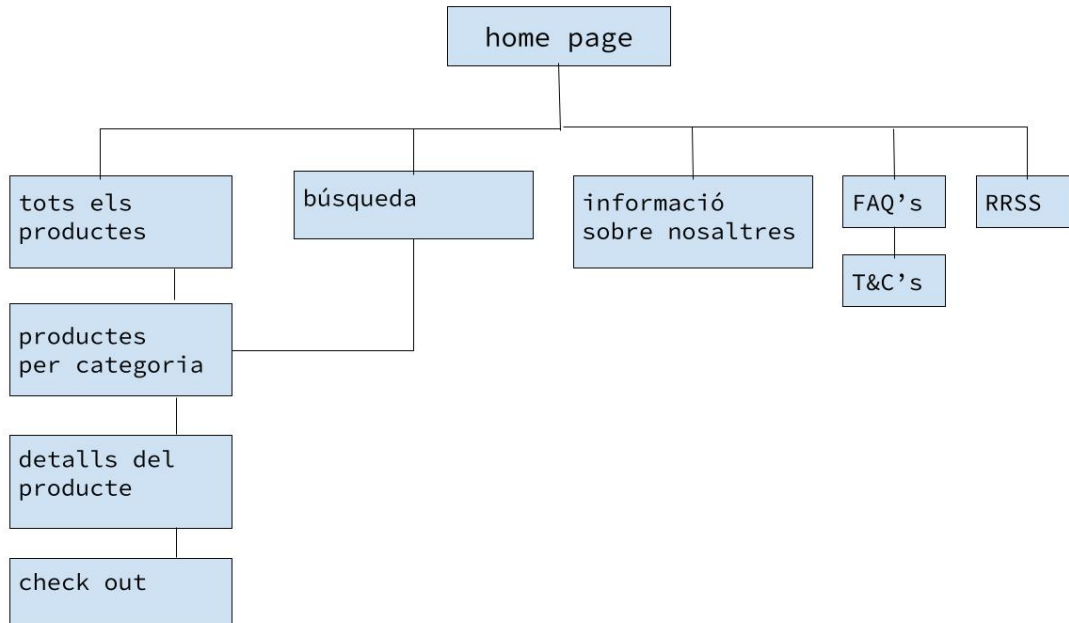 home page
tots els
productes
búsqueda
informació
sobre nosaltres
FAQ’s
RRSS
T&C’s
productes
per categoria
detalls del
producte
check out